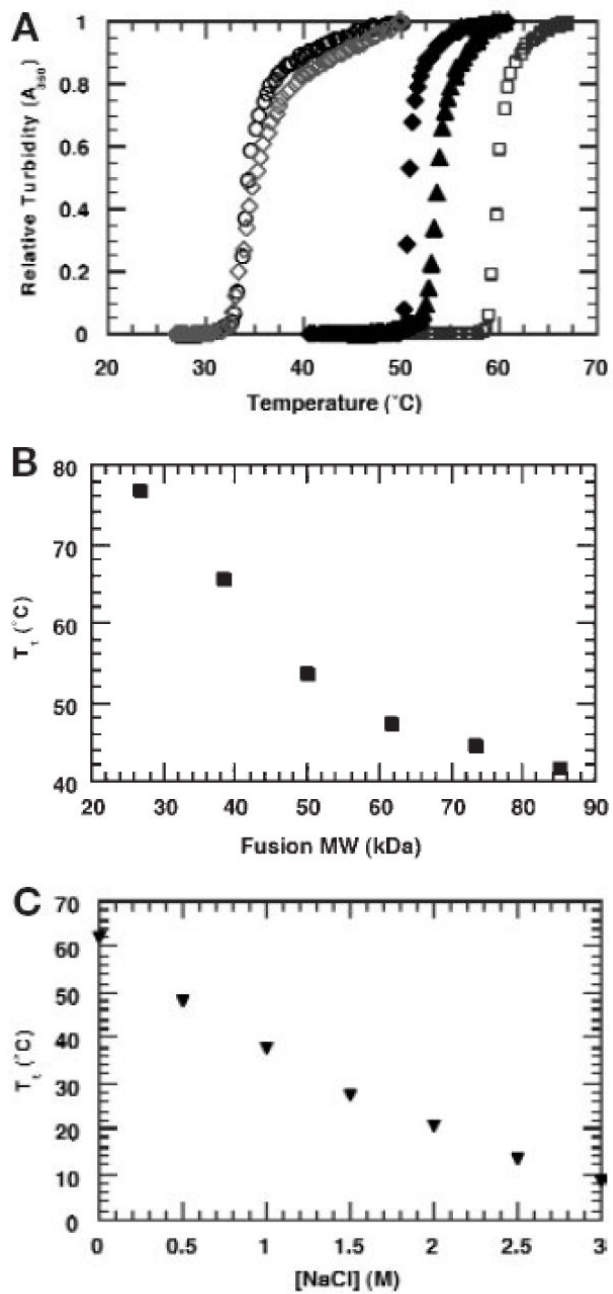 A
Relative Turbidity (A350)
1
0.8
0.6
0.4
0.2
0
20 30 40 50 60 70
Temperature (°C)
B
Tt (°C)
80
70
60
50
40
20 30 40 50 60 70 80 90
Fusion MW (kDa)
C
Tt (°C)
70
60
50
40
30
20
10
0
0 0.5 1 1.5 2 2.5 3
[NaCl] (M)